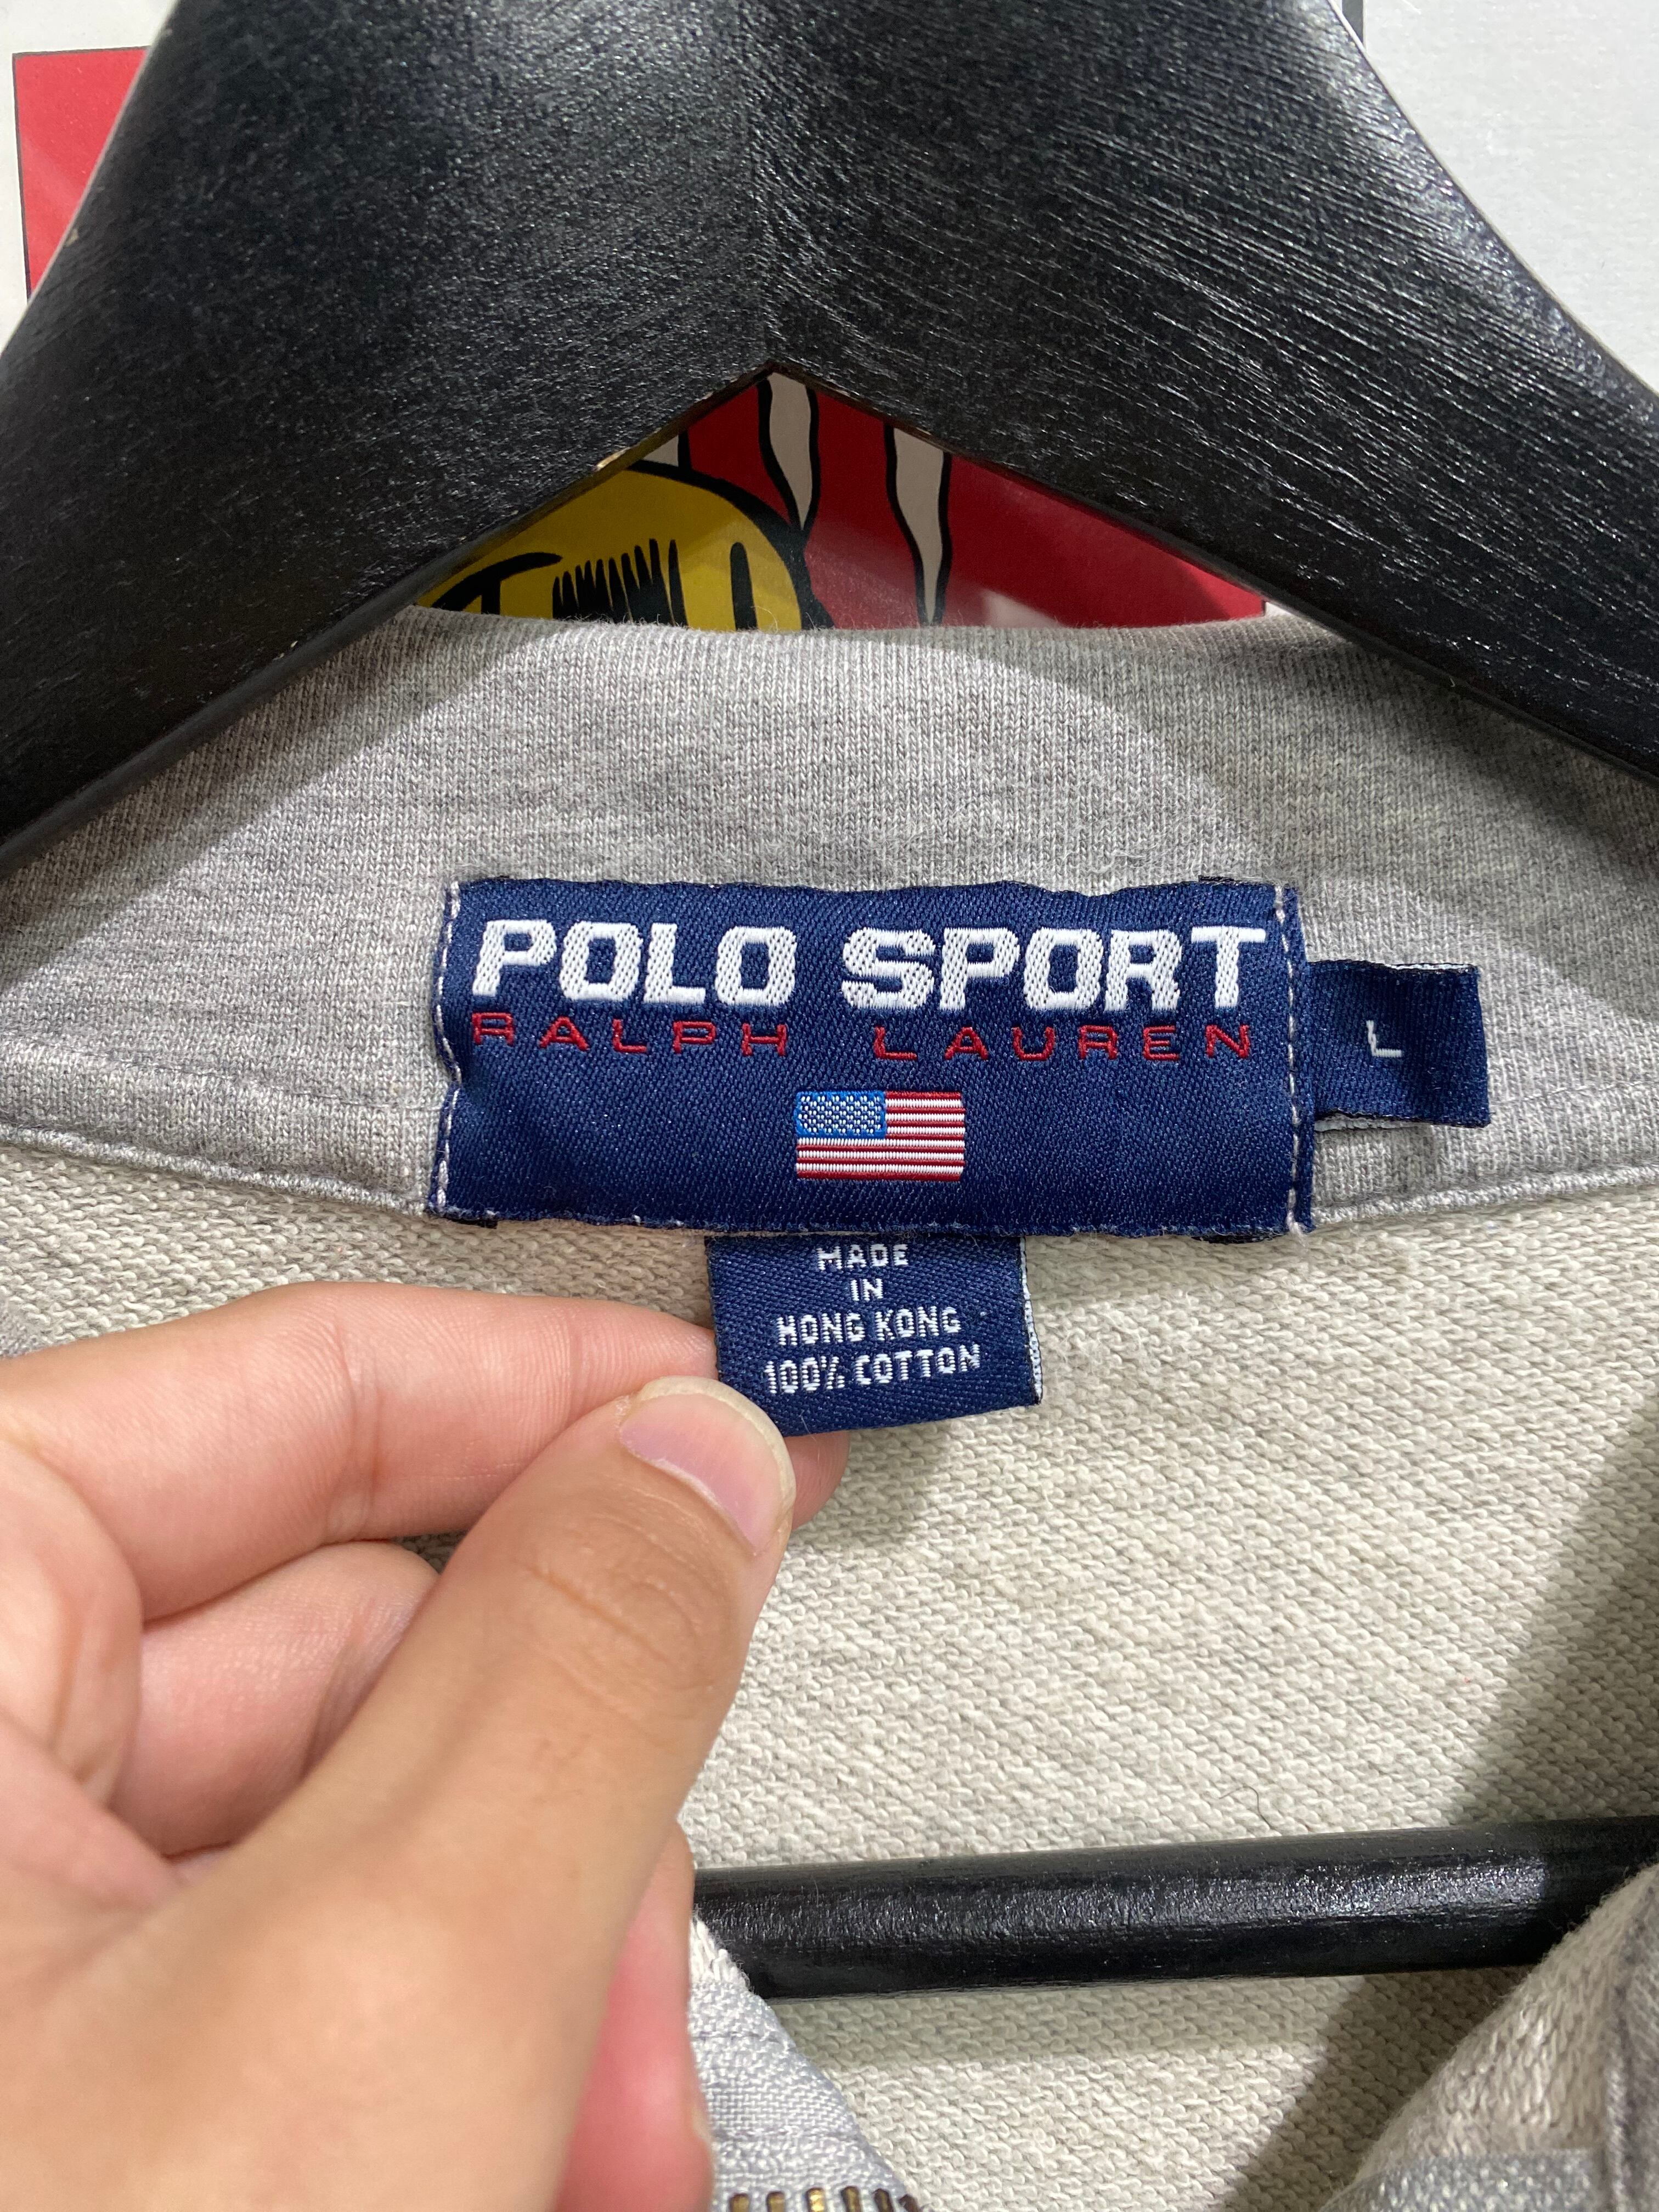 POLO SPORT
RALPH LAUREN
L
MADE
IN
HONG KONG
100% COTTON